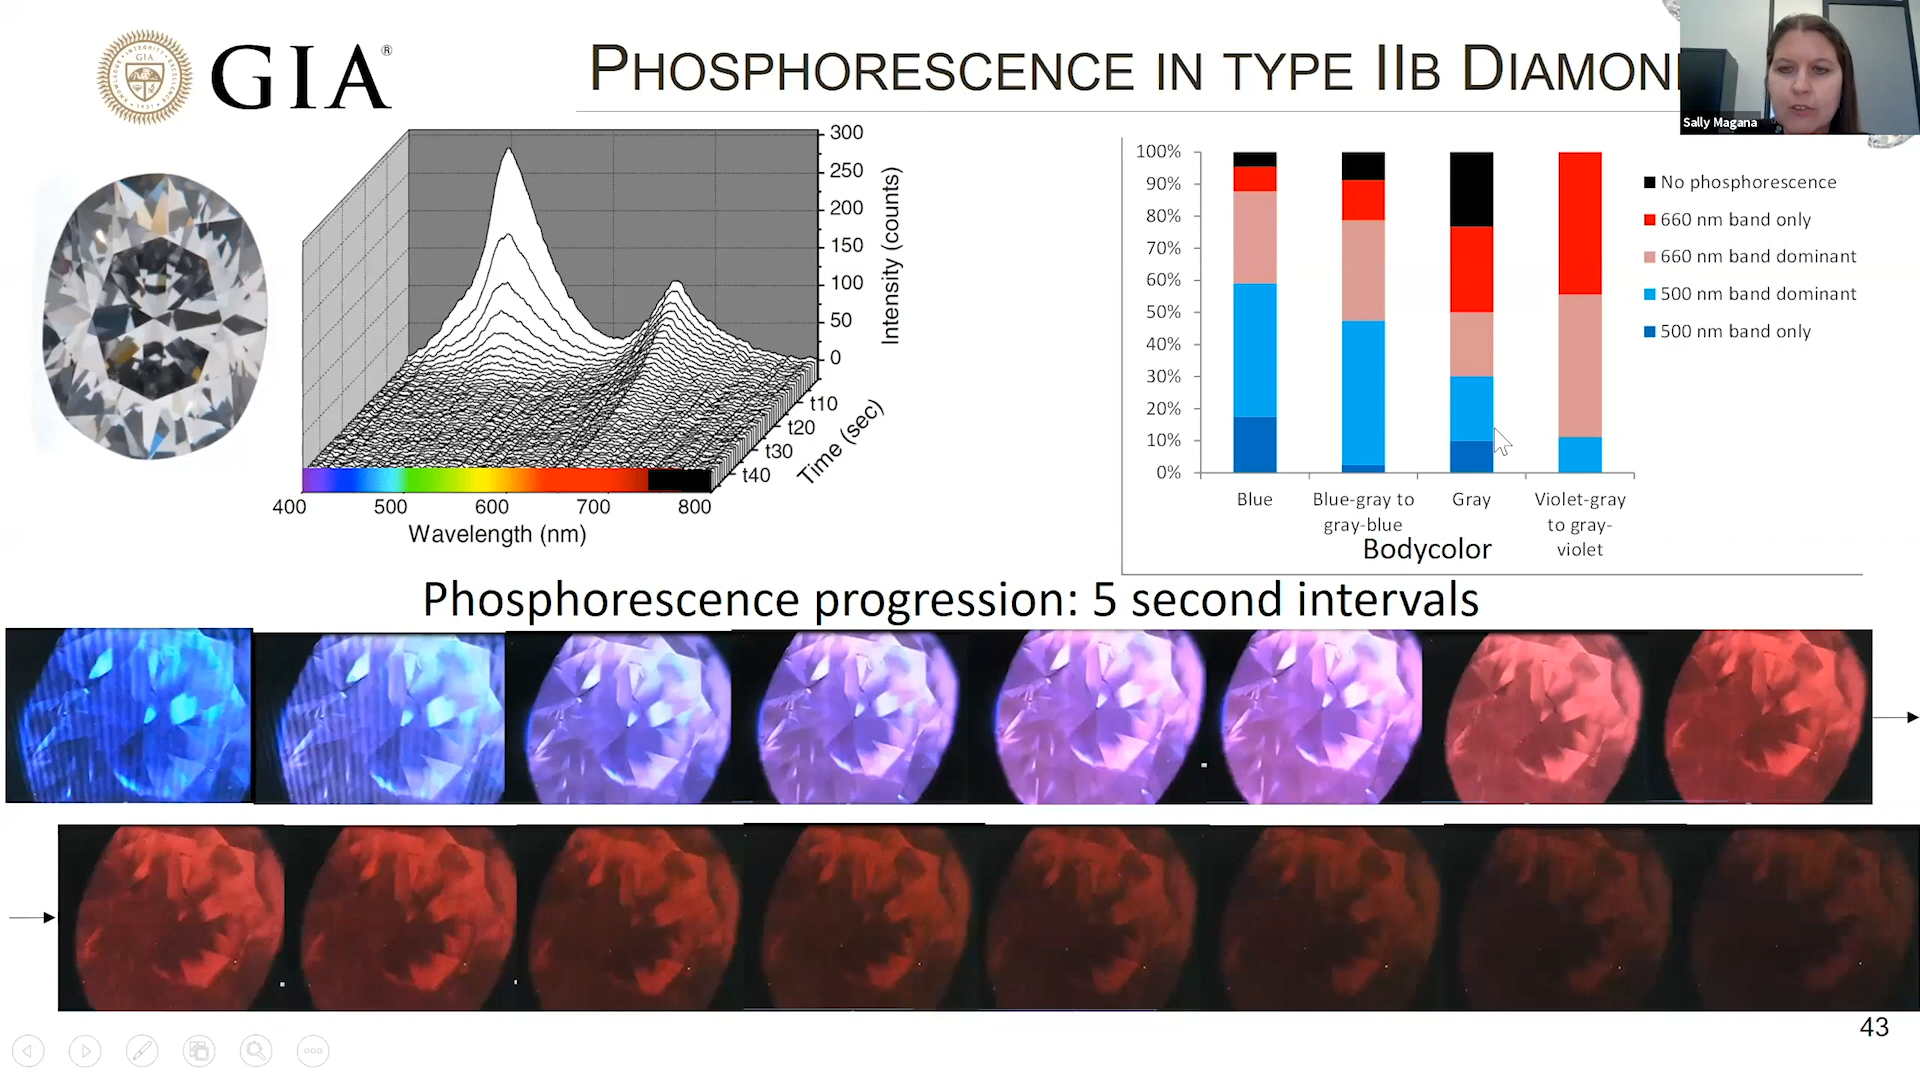 GIA®
PHOSPHORESCENCE IN TYPE IIB DIAMON
Sally Magana
300
250
200
150
100
50
0
Intensity (counts)
t10
t20
t30
t40
Time (sec)
400 500 600 700 800
Wavelength (nm)
100%
90%
80%
70%
60%
50%
40%
30%
20%
10%
0%
Blue
Blue-gray to
gray-blue
Gray
Violet-gray
to gray-
violet
Bodycolor
No phosphorescence
660 nm band only
660 nm band dominant
500 nm band dominant
500 nm band only
Phosphorescence progression: 5 second intervals
43